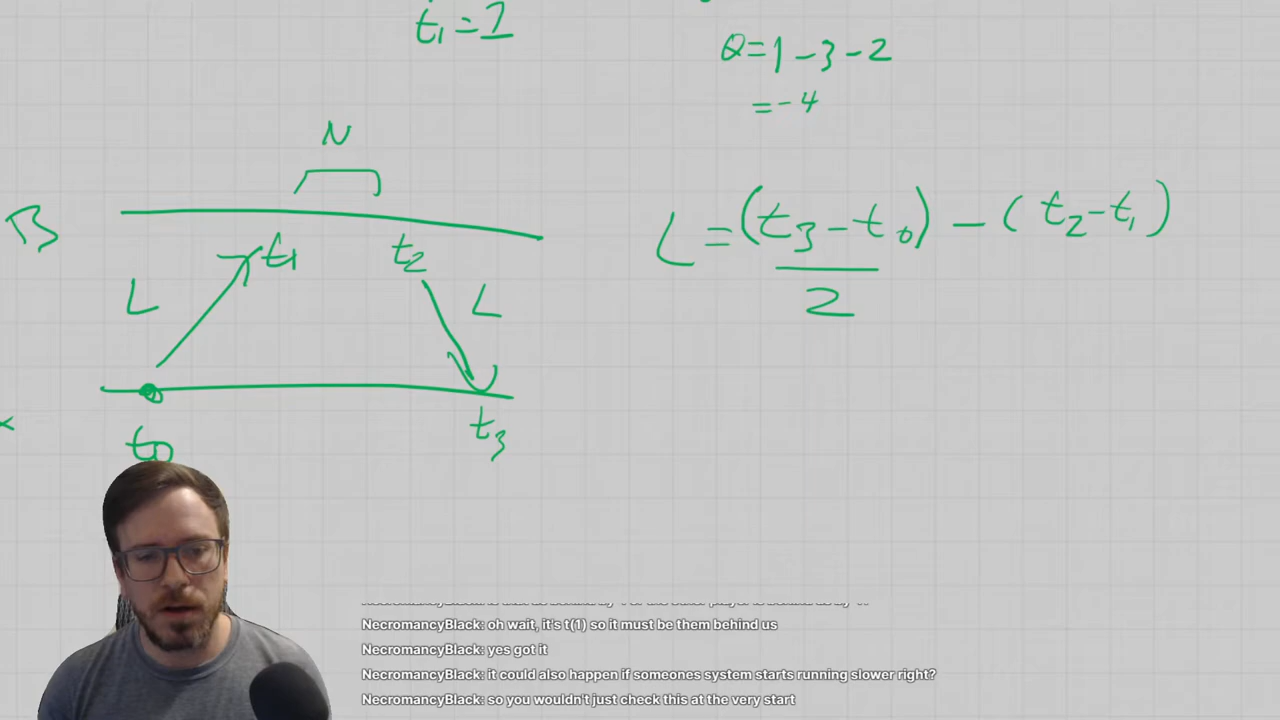 t1 = 7
Q = 1 - 3 - 2
= -4
N
B
t1
t2
L
L
L = (t3 - t0) - (t2 - t1)
2
t0
t3
NecromancyBlack: oh wait, it's t(1) so it must be them behind us
NecromancyBlack: yes got it
NecromancyBlack: it could also happen if someones system starts running slower right?
NecromancyBlack: so you wouldn't just check this at the very start